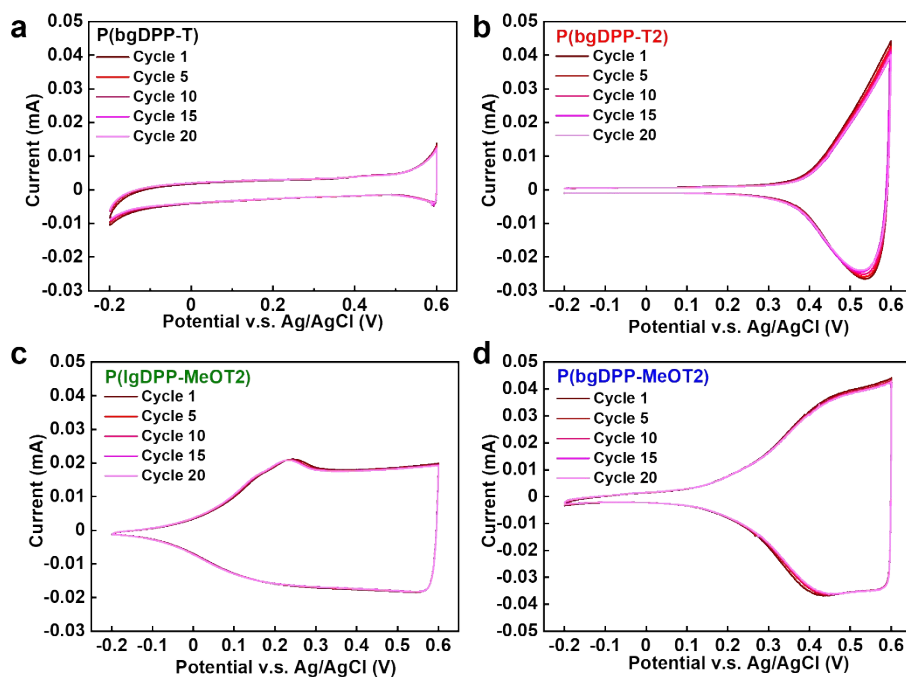 a
P(bgDPP-T)
Cycle 1
Cycle 5
Cycle 10
Cycle 15
Cycle 20
0.05
0.04
0.03
0.02
0.01
0
-0.01
-0.02
-0.03
Current (mA)
-0.2 -0.1 0 0.1 0.2 0.3 0.4 0.5 0.6
Potential v.s. Ag/AgCl (V)
b
P(bgDPP-T2)
Cycle 1
Cycle 5
Cycle 10
Cycle 15
Cycle 20
0.05
0.04
0.03
0.02
0.01
0
-0.01
-0.02
-0.03
Current (mA)
-0.2 -0.1 0 0.1 0.2 0.3 0.4 0.5 0.6
Potential v.s. Ag/AgCl (V)
c
P(lgDPP-MeOT2)
Cycle 1
Cycle 5
Cycle 10
Cycle 15
Cycle 20
0.05
0.04
0.03
0.02
0.01
0
-0.01
-0.02
-0.03
Current (mA)
-0.2 -0.1 0 0.1 0.2 0.3 0.4 0.5 0.6
Potential v.s. Ag/AgCl (V)
d
P(bgDPP-MeOT2)
Cycle 1
Cycle 5
Cycle 10
Cycle 15
Cycle 20
0.05
0.04
0.03
0.02
0.01
0
-0.01
-0.02
-0.03
-0.04
-0.05
Current (mA)
-0.2 -0.1 0 0.1 0.2 0.3 0.4 0.5 0.6
Potential v.s. Ag/AgCl (V)